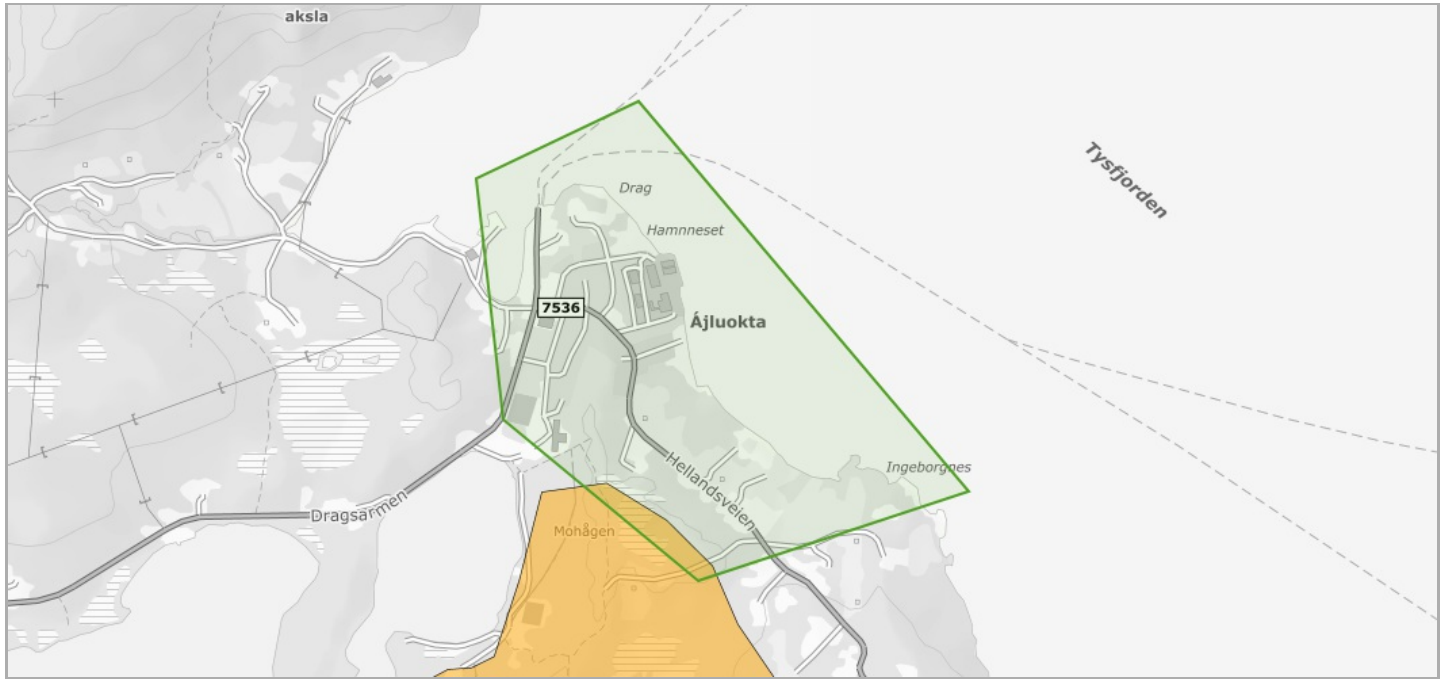 aksla
Tysfjorden
Drag
Hamnneset
7536
Ájluokta
Ingeborgnes
Hellandsveien
Dragsarmen
Mohågen